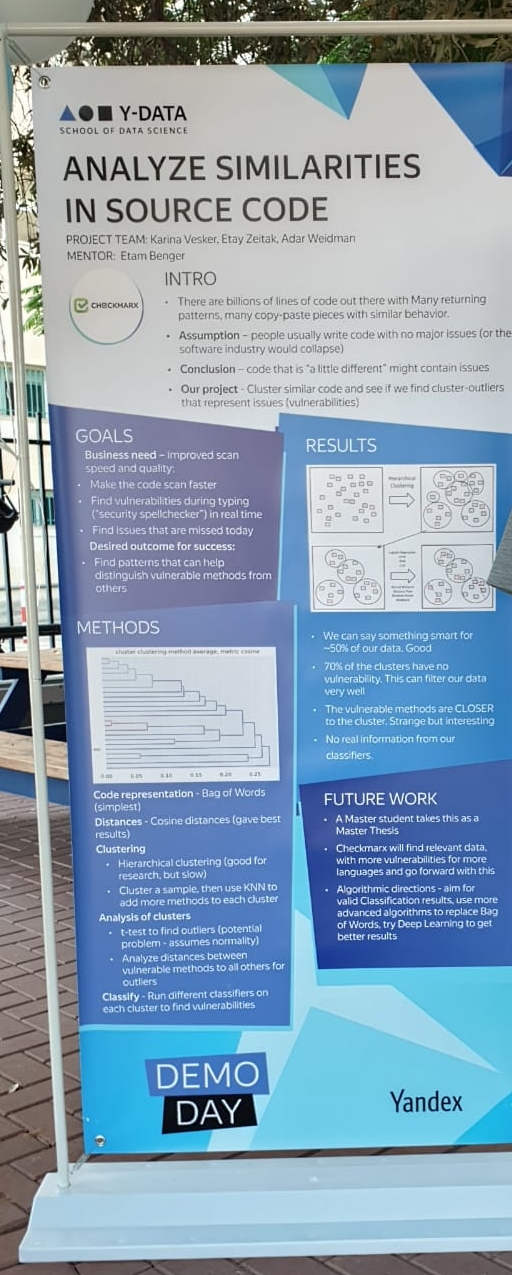 Y-DATA
SCHOOL OF DATA SCIENCE
ANALYZE SIMILARITIES
IN SOURCE CODE
PROJECT TEAM: Karina Vesker, Etay Zeitak, Adar Weidman
MENTOR: Etam Benger
CHECKMARX
INTRO
• There are billions of lines of code out there with Many returning
patterns, many copy-paste pieces with similar behavior.
• Assumption – people usually write code with no major issues (or the
software industry would collapse)
• Conclusion – code that is "a little different" might contain issues
• Our project - Cluster similar code and see if we find cluster-outliers
that represent issues (vulnerabilities)
GOALS
Business need – improved scan
speed and quality:
• Make the code scan faster
• Find vulnerabilities during typing
("security spellchecker") in real time
• Find issues that are missed today
Desired outcome for success:
• Find patterns that can help
distinguish vulnerable methods from
others
METHODS
cluster clustering method average, metric cosine
0.00 0.05 0.10 0.15 0.20 0.25
Code representation - Bag of Words
(simplest)
Distances - Cosine distances (gave best
results)
Clustering
• Hierarchical clustering (good for
research, but slow)
• Cluster a sample, then use KNN to
add more methods to each cluster
Analysis of clusters
• t-test to find outliers (potential
problem - assumes normality)
• Analyze distances between
vulnerable methods to all others for
outliers
Classify - Run different classifiers on
each cluster to find vulnerabilities
RESULTS
Hierarchical
Clustering
• We can say something smart for
~50% of our data. Good
• 70% of the clusters have no
vulnerability. This can filter our data
very well
• The vulnerable methods are CLOSER
to the cluster. Strange but interesting
• No real information from our
classifiers.
FUTURE WORK
• A Master student takes this as a
Master Thesis
• Checkmarx will find relevant data,
with more vulnerabilities for more
languages and go forward with this
• Algorithmic directions - aim for
valid Classification results, use more
advanced algorithms to replace Bag
of Words, try Deep Learning to get
better results
DEMO
DAY
Yandex